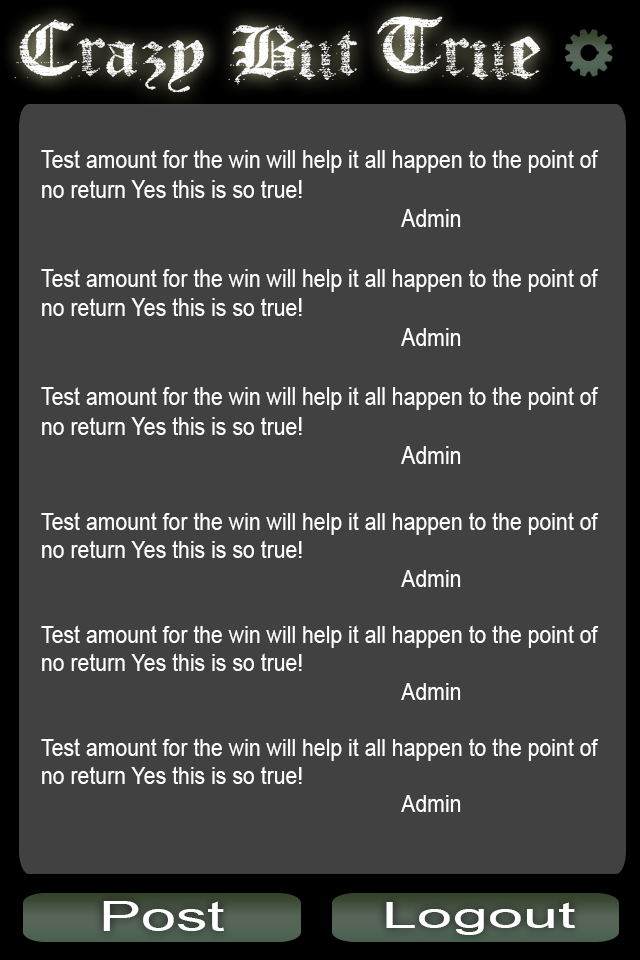 Crazy But True
Test amount for the win will help it all happen to the point of
no return Yes this is so true!
Admin
Test amount for the win will help it all happen to the point of
no return Yes this is so true!
Admin
Test amount for the win will help it all happen to the point of
no return Yes this is so true!
Admin
Test amount for the win will help it all happen to the point of
no return Yes this is so true!
Admin
Test amount for the win will help it all happen to the point of
no return Yes this is so true!
Admin
Test amount for the win will help it all happen to the point of
no return Yes this is so true!
Admin
Post
Logout